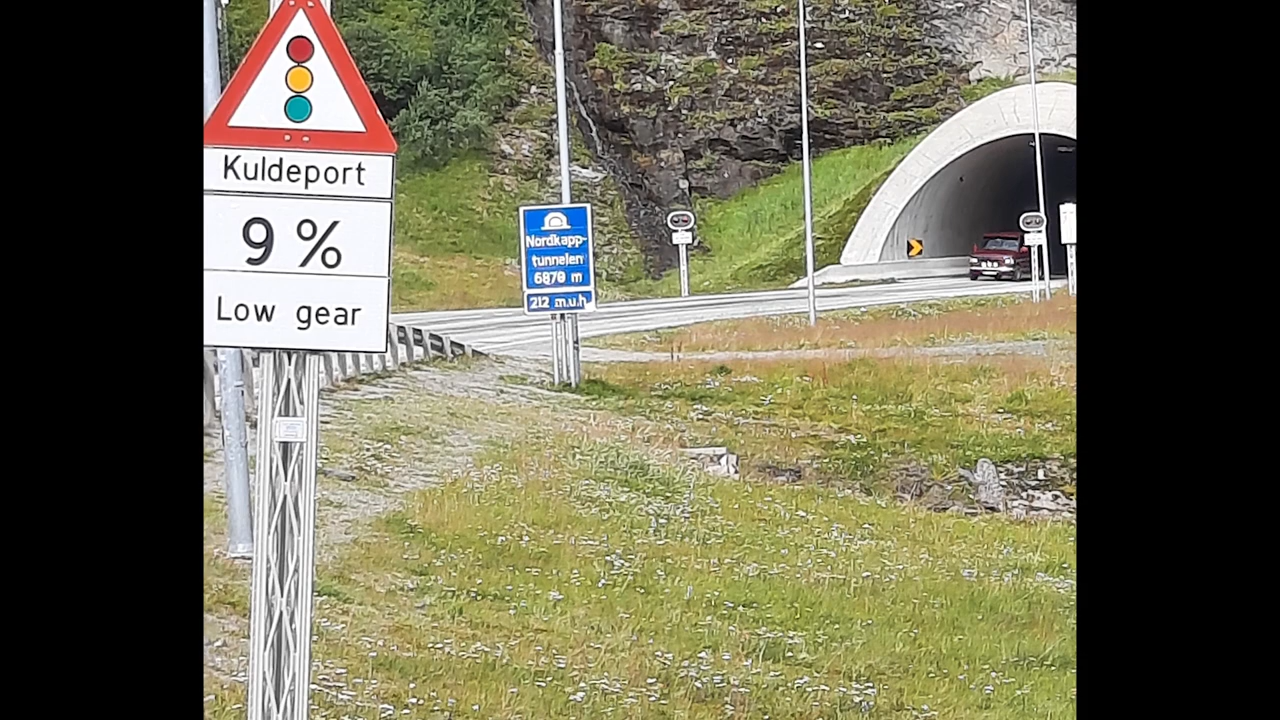 Kuldeport
9 %
Low gear
Nordkapp-
tunnelen
6870 m
212 m.u.h